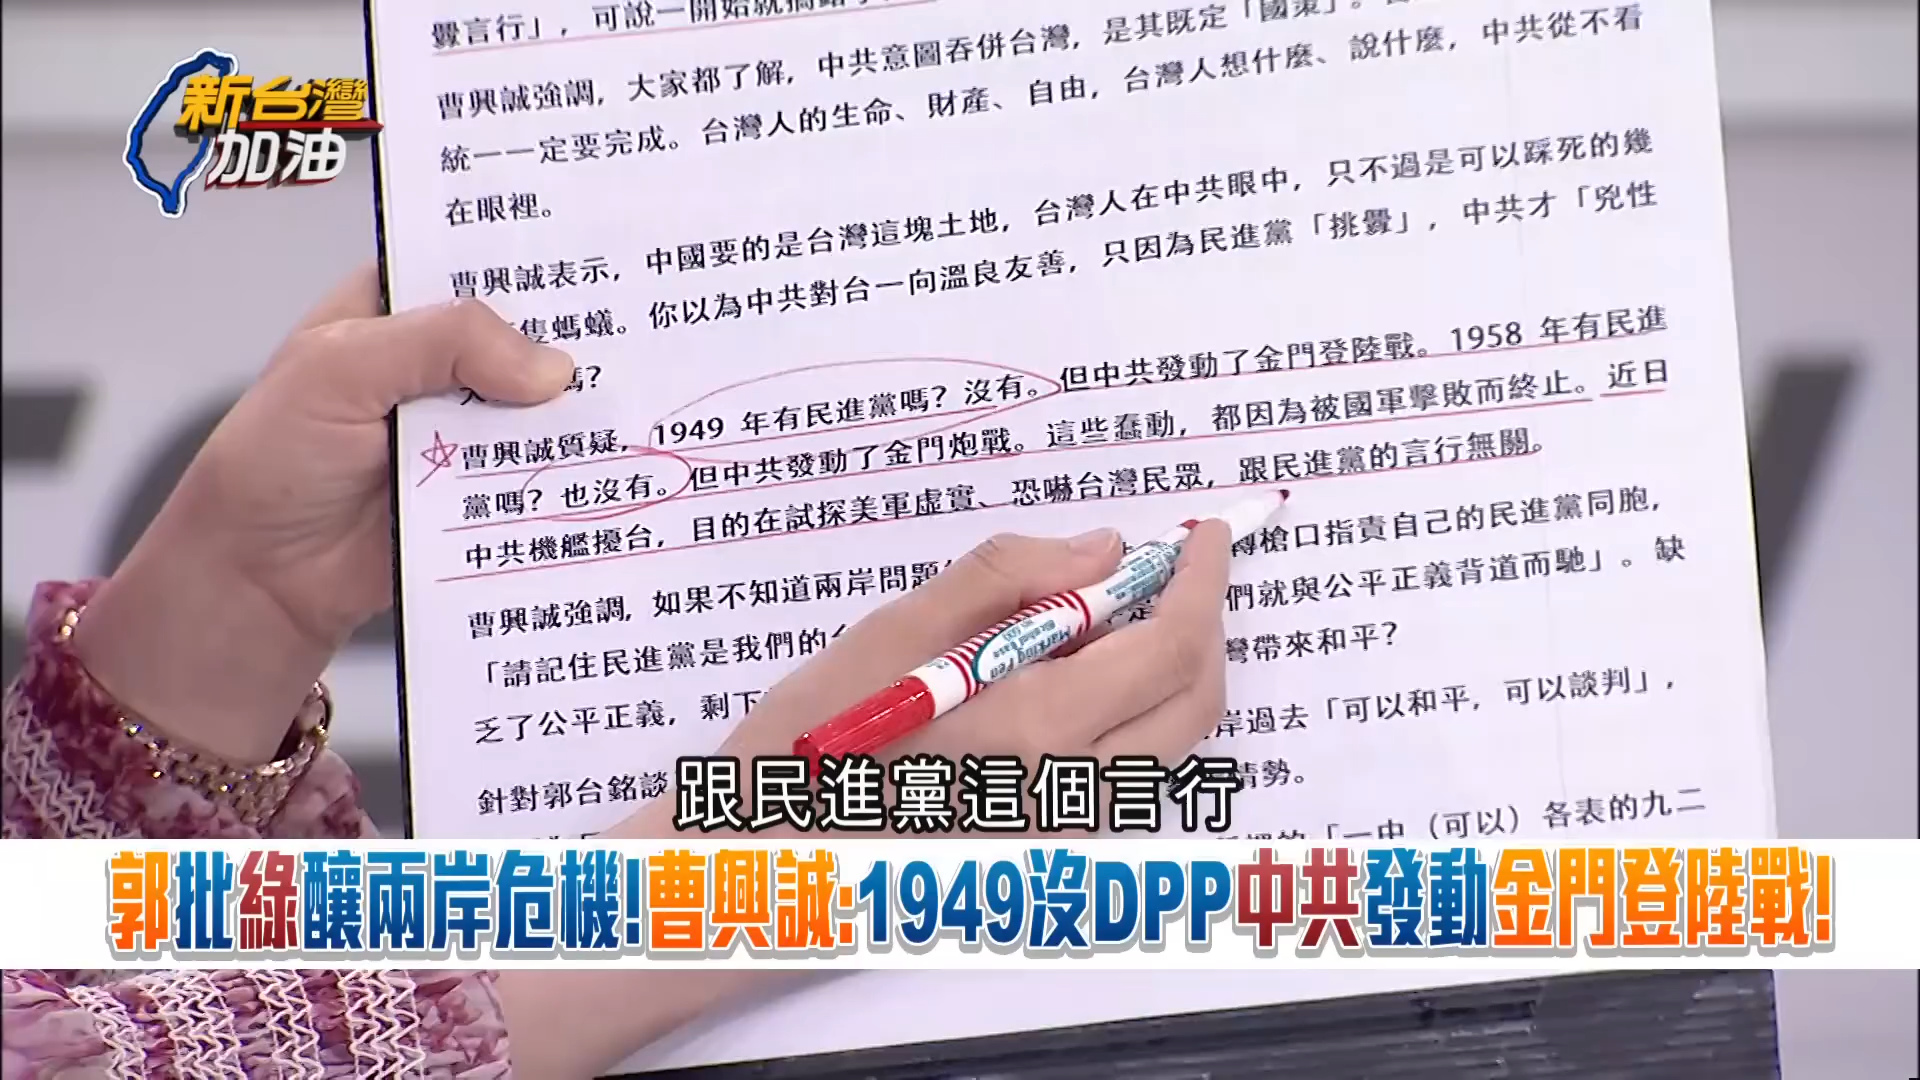 釁言行」，可說一開始就搞錯
曹興誠強調，大家都了解，中共意圖吞併台灣，是其既定「國策」。
統一一定要完成。台灣人的生命、財產、自由，台灣人想什麼、說什麼，中共從不看
在眼裡。
曹興誠表示，中國要的是台灣這塊土地，台灣人在中共眼中，只不過是可以踩死的幾
隻螞蟻。你以為中共對台一向溫良友善，只因為民進黨「挑釁」，中共才「兇性
嗎？
曹興誠質疑，1949 年有民進黨嗎？沒有。但中共發動了金門登陸戰。1958 年有民進
黨嗎？也沒有。但中共發動了金門炮戰。這些蠢動，都因為被國軍擊敗而終止。近日
中共機艦擾台，目的在試探美軍虛實、恐嚇台灣民眾，跟民進黨的言行無關。
曹興誠強調，如果不知道兩岸問題 轉槍口指責自己的民進黨同胞，
「請記住民進黨是我們的台 們就與公平正義背道而馳」。缺
乏了公平正義，剩下 灣帶來和平？
針對郭台銘談 岸過去「可以和平，可以談判」，
情勢。
「一中（可以）各表的九二
新台灣
加油
Marking Pen
跟民進黨這個言行
郭批綠釀兩岸危機!曹興誠:1949沒DPP中共發動金門登陸戰!